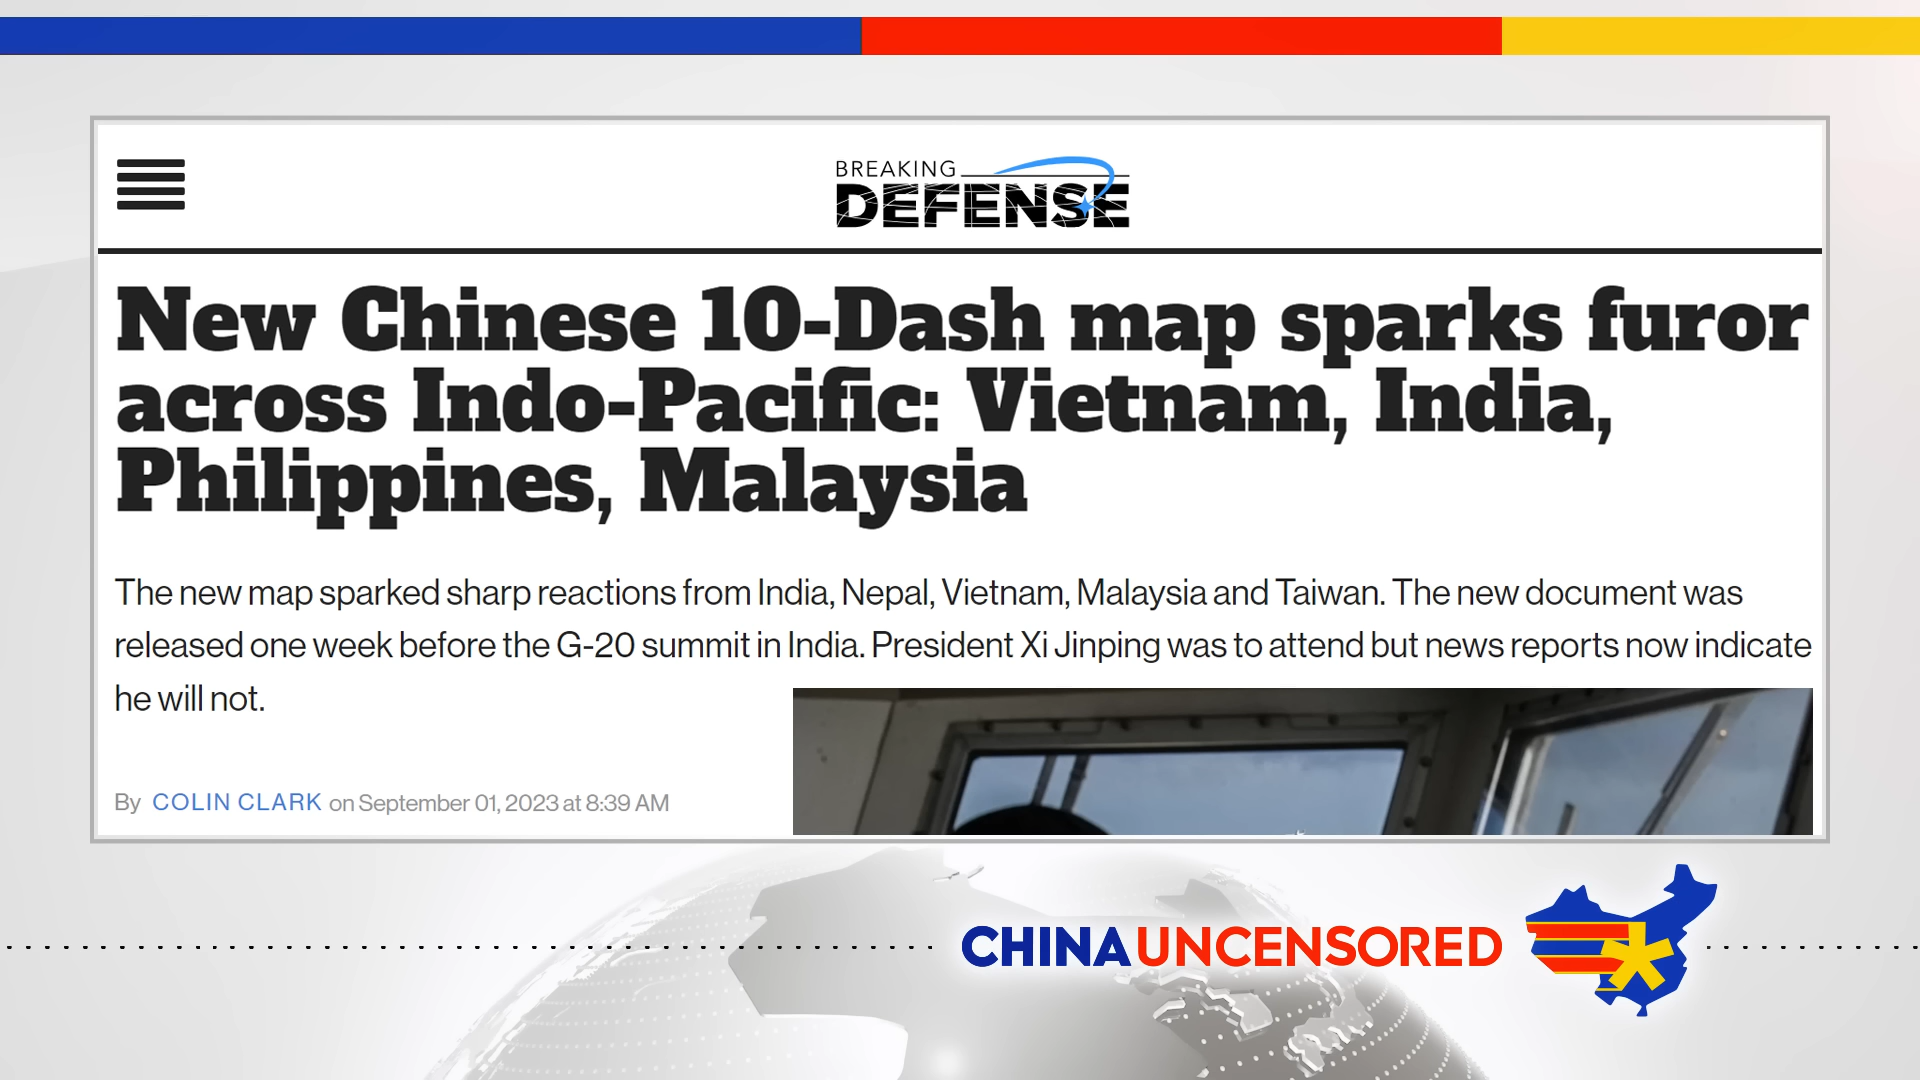 BREAKING
DEFENSE
New Chinese 10-Dash map sparks furor
across Indo-Pacific: Vietnam, India,
Philippines, Malaysia
The new map sparked sharp reactions from India, Nepal, Vietnam, Malaysia and Taiwan. The new document was
released one week before the G-20 summit in India. President Xi Jinping was to attend but news reports now indicate
he will not.
By COLIN CLARK on September 01, 2023 at 8:39 AM
CHINA UNCENSORED